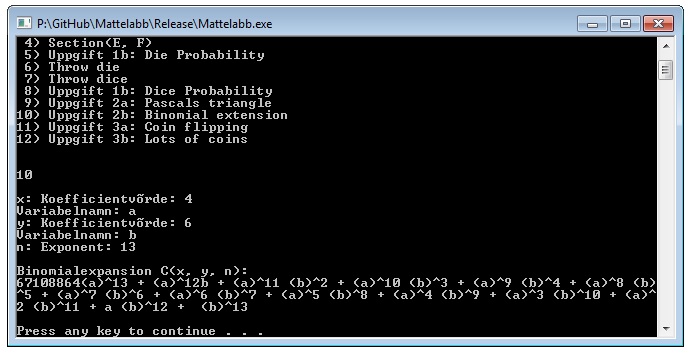 P:\GitHub\Mattelabb\Release\Mattelabb.exe
4) Section(E, F)
5) Uppgift 1b: Die Probability
6) Throw die
7) Throw dice
8) Uppgift 1b: Dice Probability
9) Uppgift 2a: Pascals triangle
10) Uppgift 2b: Binomial extension
11) Uppgift 3a: Coin flipping
12) Uppgift 3b: Lots of coins
10
x: Koefficientvõrde: 4
Variabelnamn: a
y: Koefficientvõrde: 6
Variabelnamn: b
n: Exponent: 13
Binomialexpansion C(x, y, n):
67108864(a)^13 + (a)^12b + (a)^11 (b)^2 + (a)^10 (b)^3 + (a)^9 (b)^4 + (a)^8 (b)
^5 + (a)^7 (b)^6 + (a)^6 (b)^7 + (a)^5 (b)^8 + (a)^4 (b)^9 + (a)^3 (b)^10 + (a)^
2 (b)^11 + a (b)^12 +  (b)^13
Press any key to continue . . .